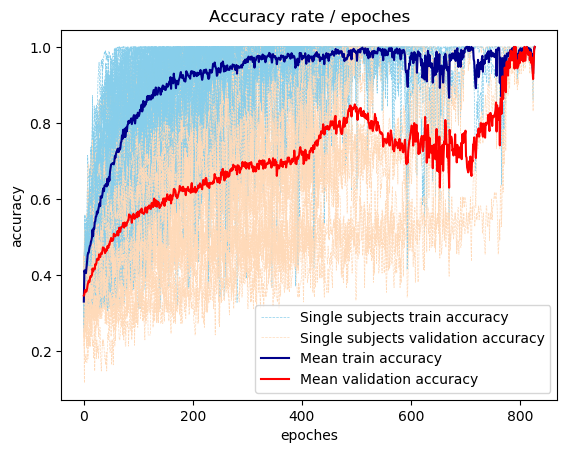 Accuracy rate / epoches
accuracy
1.0
0.8
0.6
0.4
0.2
Single subjects train accuracy
Single subjects validation accuracy
Mean train accuracy
Mean validation accuracy
0 200 400 600 800
epoches